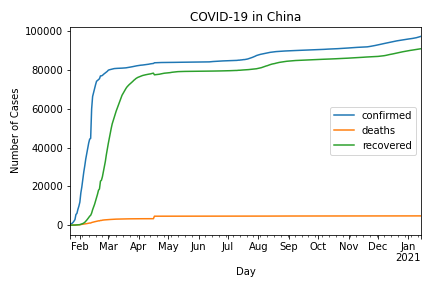 COVID-19 in China
100000
80000
60000
40000
20000
0
Number of Cases
confirmed
deaths
recovered
Feb Mar Apr May Jun Jul Aug Sep Oct Nov Dec Jan
2021
Day